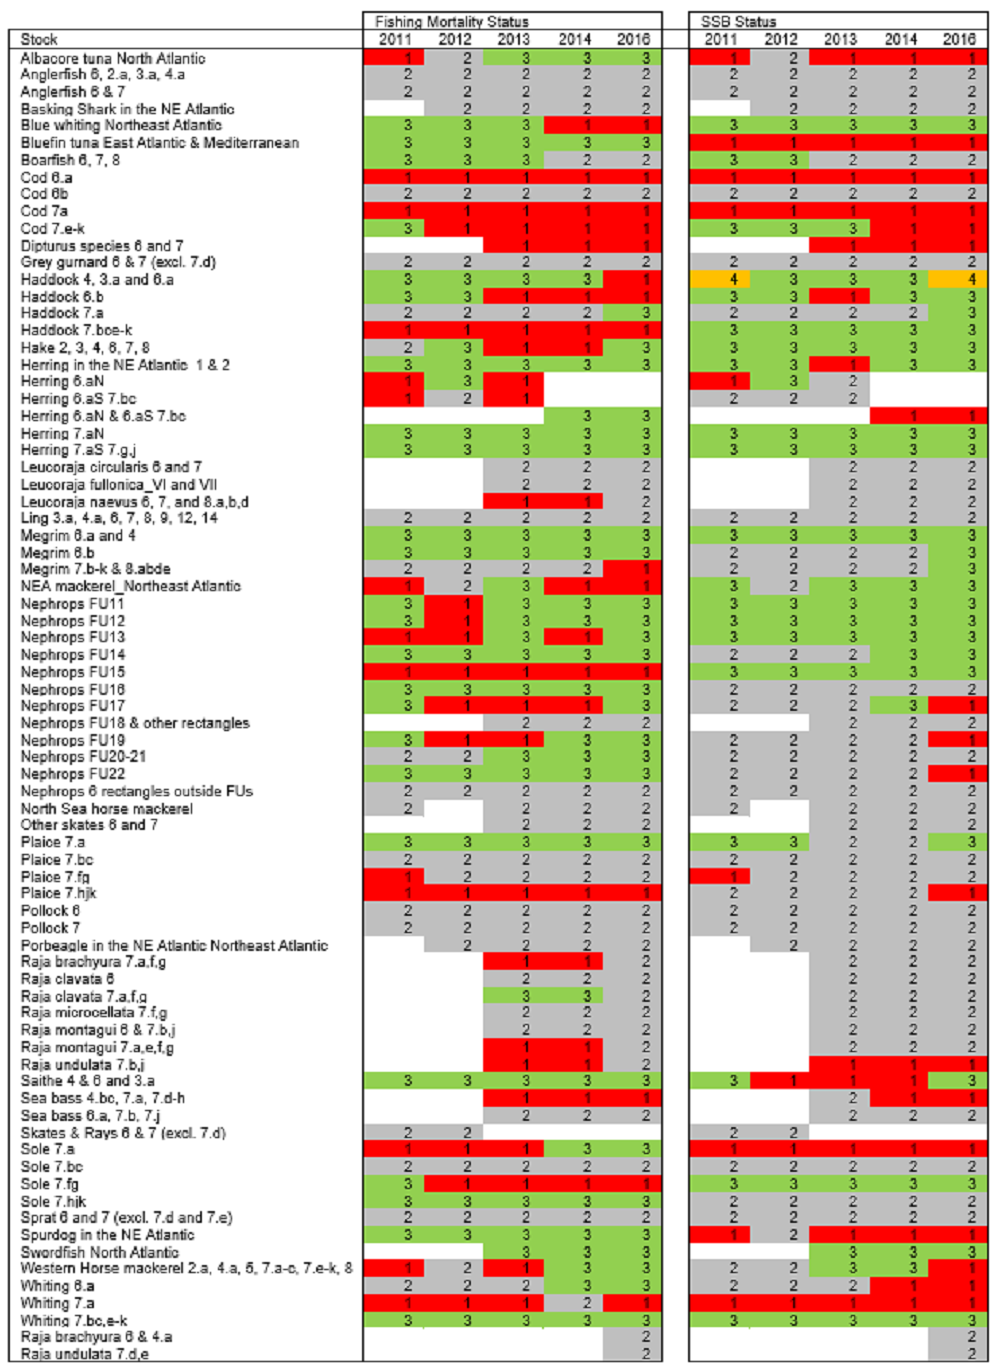 Fishing Mortality Status SSB Status
Stock 2011 2012 2013 2014 2016 2011 2012 2013 2014 2016
Albacore tuna North Atlantic 1 2 3 3 3 1 2 1 1 1
Anglerfish 6, 2.a, 3.a, 4.a 2 2 2 2 2 2 2 2 2 2
Anglerfish 6 & 7 2 2 2 2 2 2 2 2 2 2
Basking Shark in the NE Atlantic 2 2 2 2 2 2 2 2
Blue whiting Northeast Atlantic 3 3 3 1 1 3 3 3 3 3
Bluefin tuna East Atlantic & Mediterranean 3 3 3 3 3 1 1 1 1 1
Boarfish 6, 7, 8 3 3 3 2 2 3 3 2 2 2
Cod 6.a 1 1 1 1 1 1 1 1 1 1
Cod 6b 2 2 2 2 2 2 2 2 2 2
Cod 7a 1 1 1 1 1 1 1 1 1 1
Cod 7.e-k 3 1 1 1 1 3 3 3 1 1
Dipturus species 6 and 7 1 1 1 1 1 1
Grey gurnard 6 & 7 (excl. 7.d) 2 2 2 2 2 2 2 2 2 2
Haddock 4, 3.a and 6.a 3 3 3 3 1 4 3 3 3 4
Haddock 6.b 3 3 1 1 1 3 3 1 3 3
Haddock 7.a 2 2 2 2 3 2 2 2 2 3
Haddock 7.bce-k 1 1 1 1 1 3 3 3 3 3
Hake 2, 3, 4, 6, 7, 8 2 3 1 1 3 3 3 3 3 3
Herring in the NE Atlantic 1 & 2 3 3 3 3 3 3 3 1 3 3
Herring 6.aN 1 3 1 1 3 2
Herring 6.aS 7.bc 1 2 1 2 2 2
Herring 6.aN & 6.aS 7.bc 3 3 1 1
Herring 7.aN 3 3 3 3 3 3 3 3 3 3
Herring 7.aS 7.g,j 3 3 3 3 3 3 3 3 3 3
Leucoraja circularis 6 and 7 2 2 2 2 2 2
Leucoraja fullonica_VI and VII 2 2 2 2 2 2
Leucoraja naevus 6, 7, and 8.a,b,d 1 1 2 2 2 2
Ling 3.a, 4.a, 6, 7, 8, 9, 12, 14 2 2 2 2 2 2 2 2 2 2
Megrim 6.a and 4 3 3 3 3 3 3 3 3 3 3
Megrim 6.b 3 3 3 3 3 2 2 2 2 3
Megrim 7.b-k & 8.abde 2 2 2 2 1 2 2 2 2 3
NEA mackerel_Northeast Atlantic 1 2 3 1 1 3 2 3 3 3
Nephrops FU11 3 1 3 3 3 3 3 3 3 3
Nephrops FU12 3 1 3 3 3 3 3 3 3 3
Nephrops FU13 1 1 3 1 3 3 3 3 3 3
Nephrops FU14 3 3 3 3 3 2 2 2 3 3
Nephrops FU15 1 1 1 1 1 3 3 3 3 3
Nephrops FU16 3 3 3 3 3 2 2 2 2 2
Nephrops FU17 3 1 1 1 3 2 2 2 3 1
Nephrops FU18 & other rectangles 2 2 2 2 2 2
Nephrops FU19 3 1 1 3 3 2 2 2 2 1
Nephrops FU20-21 2 2 3 3 3 2 2 2 2 2
Nephrops FU22 3 3 3 3 3 2 2 2 2 1
Nephrops 6 rectangles outside FUs 2 2 2 2 2 2 2 2 2 2
North Sea horse mackerel 2 2 2 2 2 2 2 2
Other skates 6 and 7 2 2 2 2 2 2
Plaice 7.a 3 3 3 3 3 3 3 2 2 3
Plaice 7.bc 2 2 2 2 2 2 2 2 2 2
Plaice 7.fg 1 2 2 2 2 1 2 2 2 2
Plaice 7.hjk 1 1 1 1 1 2 2 2 2 1
Pollock 6 2 2 2 2 2 2 2 2 2 2
Pollock 7 2 2 2 2 2 2 2 2 2 2
Porbeagle in the NE Atlantic Northeast Atlantic 2 2 2 2 2 2 2 2
Raja brachyura 7.a,f,g 1 1 2 2 2 2
Raja clavata 6 2 2 2 2 2 2
Raja clavata 7.a,f,g 3 3 2 2 2 2
Raja microcellata 7.f,g 2 2 2 2 2 2
Raja montagui 6 & 7.b,j 2 2 2 2 2 2
Raja montagui 7.a,e,f,g 1 1 2 2 2 2
Raja undulata 7.b,j 1 1 2 1 1 1
Saithe 4 & 6 and 3.a 3 3 3 3 3 3 1 1 1 3
Sea bass 4.bc, 7.a, 7.d-h 1 1 1 2 1 1
Sea bass 6.a, 7.b, 7.j 2 2 2 2 2 2
Skates & Rays 6 & 7 (excl. 7.d) 2 2 2 2
Sole 7.a 1 1 1 3 3 1 1 1 1 1
Sole 7.bc 2 2 2 2 2 2 2 2 2 2
Sole 7.fg 3 1 1 1 1 3 3 3 3 3
Sole 7.hjk 3 3 3 3 3 2 2 2 2 2
Sprat 6 and 7 (excl. 7.d and 7.e) 2 2 2 2 2 2 2 2 2 2
Spurdog in the NE Atlantic 3 3 3 3 3 1 2 1 1 1
Swordfish North Atlantic 3 3 3 3 3 3
Western Horse mackerel 2.a, 4.a, 5, 7.a-c, 7.e-k, 8 1 2 1 3 3 2 2 3 3 1
Whiting 6.a 2 2 2 3 3 2 2 2 1 1
Whiting 7.a 1 1 1 2 1 1 1 1 1 1
Whiting 7.bc,e-k 3 3 3 3 3 3 3 3 3 3
Raja brachyura 6 & 4.a 2 2
Raja undulata 7.d,e 2 2